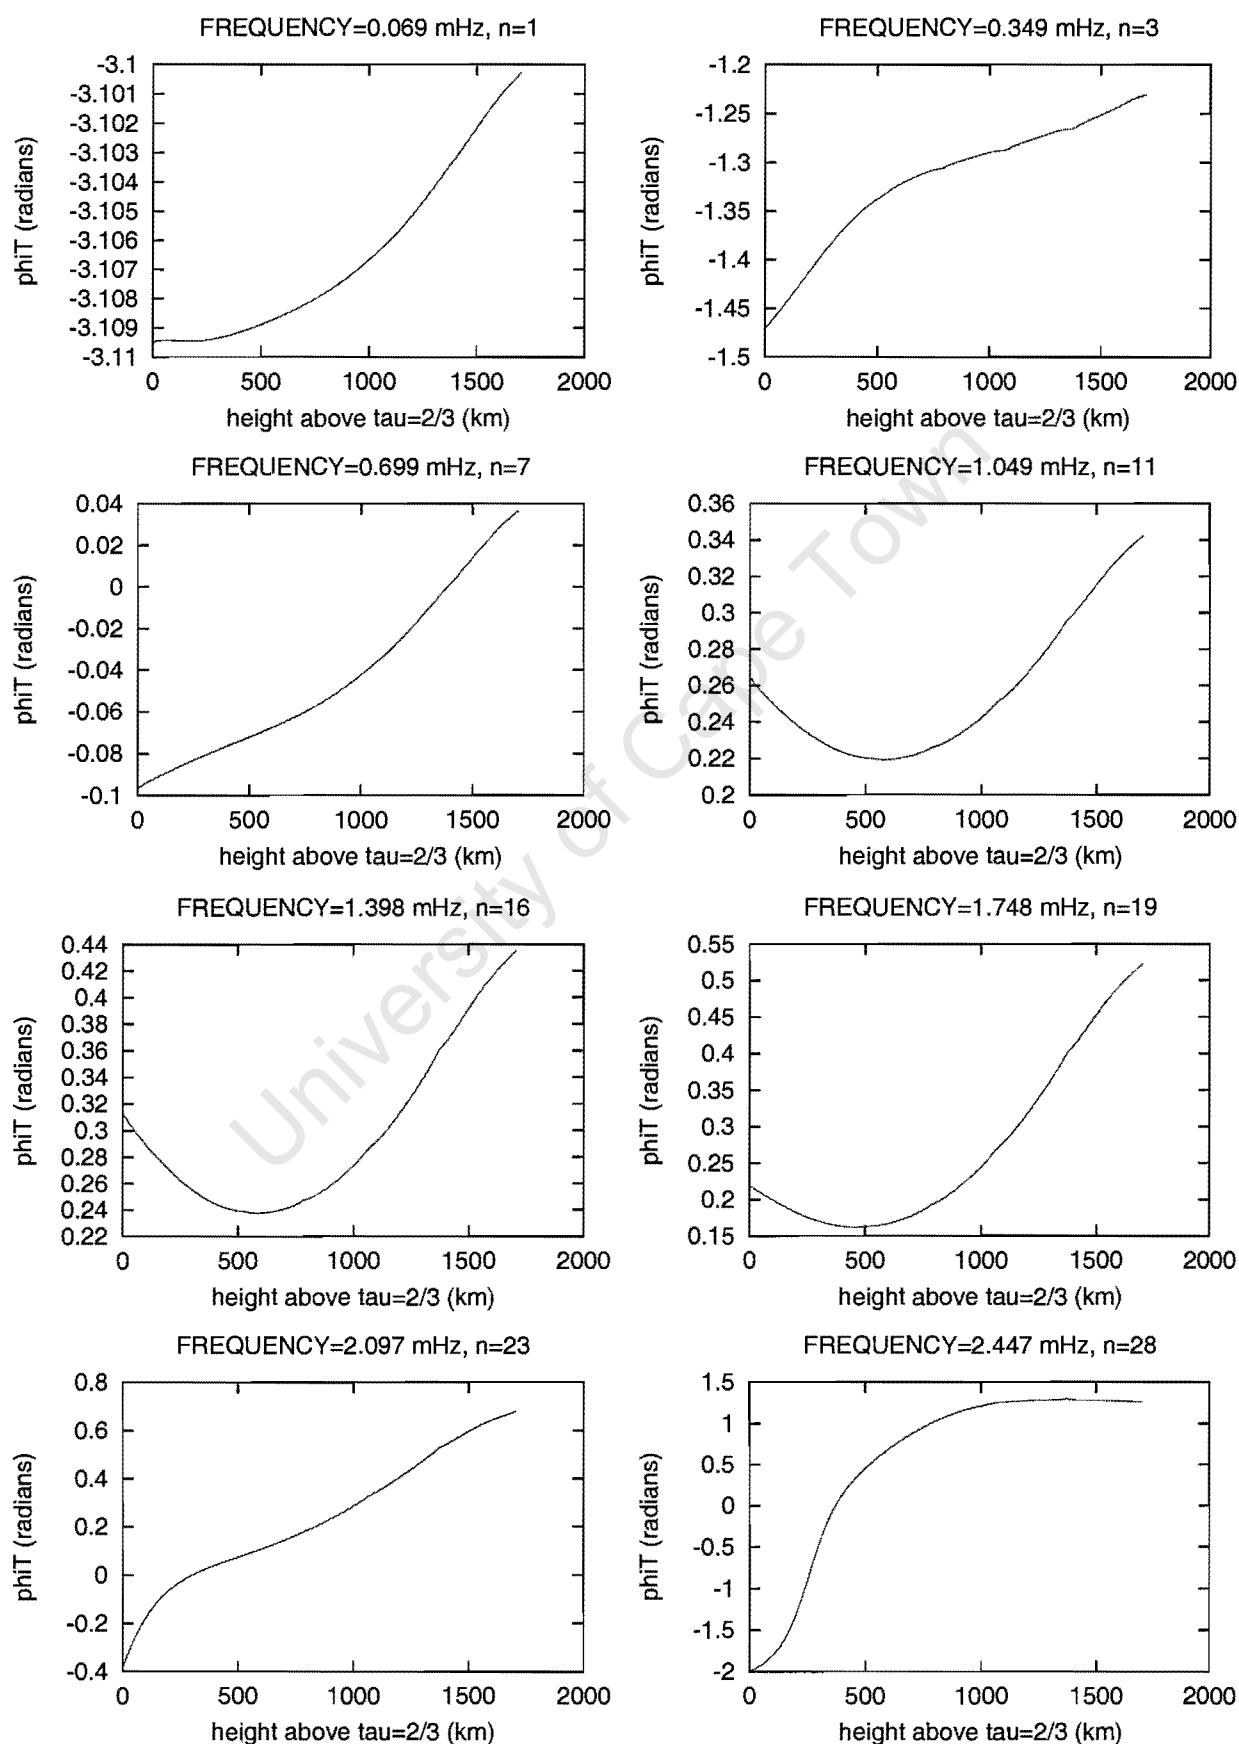 FREQUENCY=0.069 mHz, n=1
-3.1
-3.101
-3.102
-3.103
-3.104
-3.105
-3.106
-3.107
-3.108
-3.109
-3.11
phiT (radians)
0 500 1000 1500 2000
height above tau=2/3 (km)
FREQUENCY=0.349 mHz, n=3
-1.2
-1.25
-1.3
-1.35
-1.4
-1.45
-1.5
phiT (radians)
0 500 1000 1500 2000
height above tau=2/3 (km)
FREQUENCY=0.699 mHz, n=7
0.04
0.02
0
-0.02
-0.04
-0.06
-0.08
-0.1
phiT (radians)
0 500 1000 1500 2000
height above tau=2/3 (km)
FREQUENCY=1.049 mHz, n=11
0.36
0.34
0.32
0.3
0.28
0.26
0.24
0.22
0.2
phiT (radians)
0 500 1000 1500 2000
height above tau=2/3 (km)
FREQUENCY=1.398 mHz, n=16
0.44
0.42
0.4
0.38
0.36
0.34
0.32
0.3
0.28
0.26
0.24
0.22
phiT (radians)
0 500 1000 1500 2000
height above tau=2/3 (km)
FREQUENCY=1.748 mHz, n=19
0.55
0.5
0.45
0.4
0.35
0.3
0.25
0.2
0.15
phiT (radians)
0 500 1000 1500 2000
height above tau=2/3 (km)
FREQUENCY=2.097 mHz, n=23
0.8
0.6
0.4
0.2
0
-0.2
-0.4
phiT (radians)
0 500 1000 1500 2000
height above tau=2/3 (km)
FREQUENCY=2.447 mHz, n=28
1.5
1
0.5
0
-0.5
-1
-1.5
-2
phiT (radians)
0 500 1000 1500 2000
height above tau=2/3 (km)
University of Cape Town